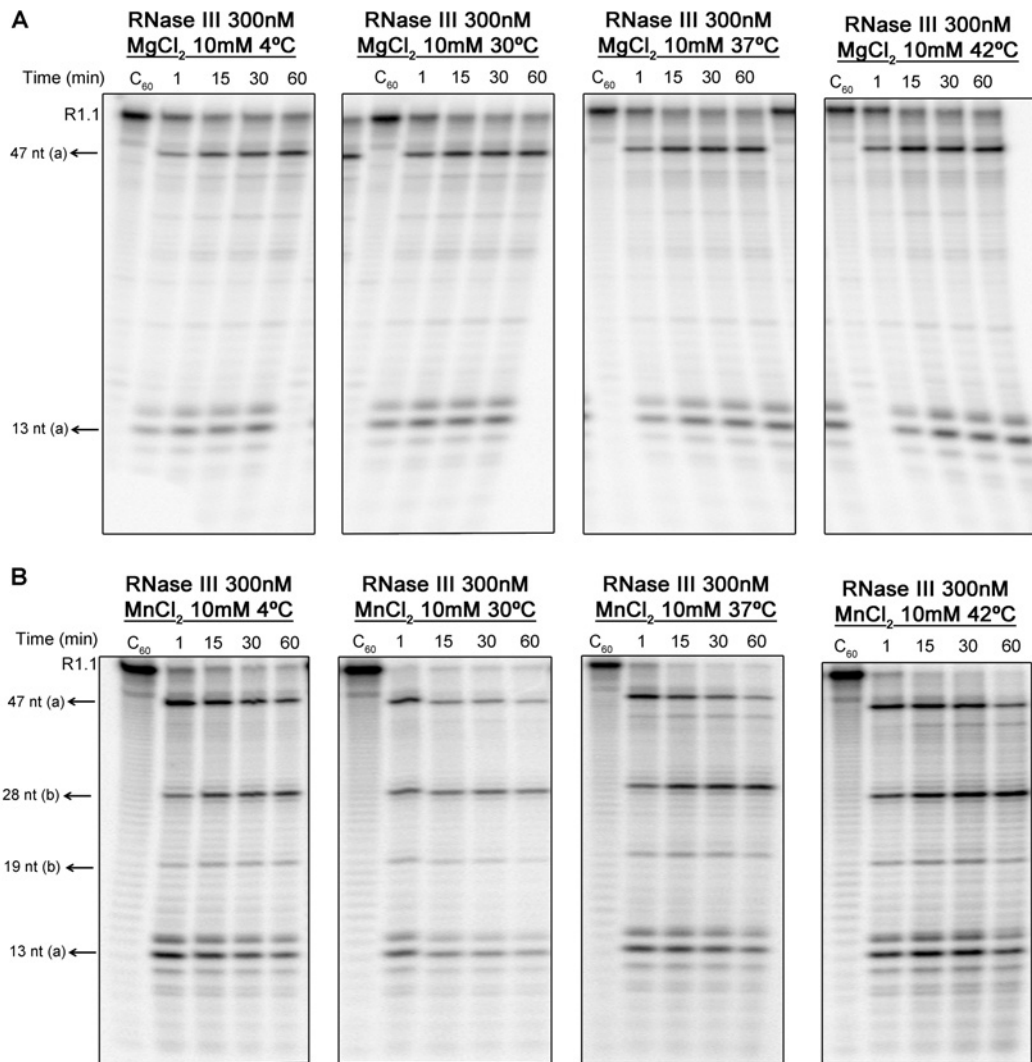 A
RNase III 300nM
MgCl₂ 10mM 4ºC
RNase III 300nM
MgCl₂ 10mM 30ºC
RNase III 300nM
MgCl₂ 10mM 37ºC
RNase III 300nM
MgCl₂ 10mM 42ºC
Time (min) C₆₀ 1 15 30 60
C₆₀ 1 15 30 60
C₆₀ 1 15 30 60
C₆₀ 1 15 30 60
R1.1
47 nt (a)
13 nt (a)
B
RNase III 300nM
MnCl₂ 10mM 4ºC
RNase III 300nM
MnCl₂ 10mM 30ºC
RNase III 300nM
MnCl₂ 10mM 37ºC
RNase III 300nM
MnCl₂ 10mM 42ºC
Time (min) C₆₀ 1 15 30 60
C₆₀ 1 15 30 60
C₆₀ 1 15 30 60
C₆₀ 1 15 30 60
R1.1
47 nt (a)
28 nt (b)
19 nt (b)
13 nt (a)